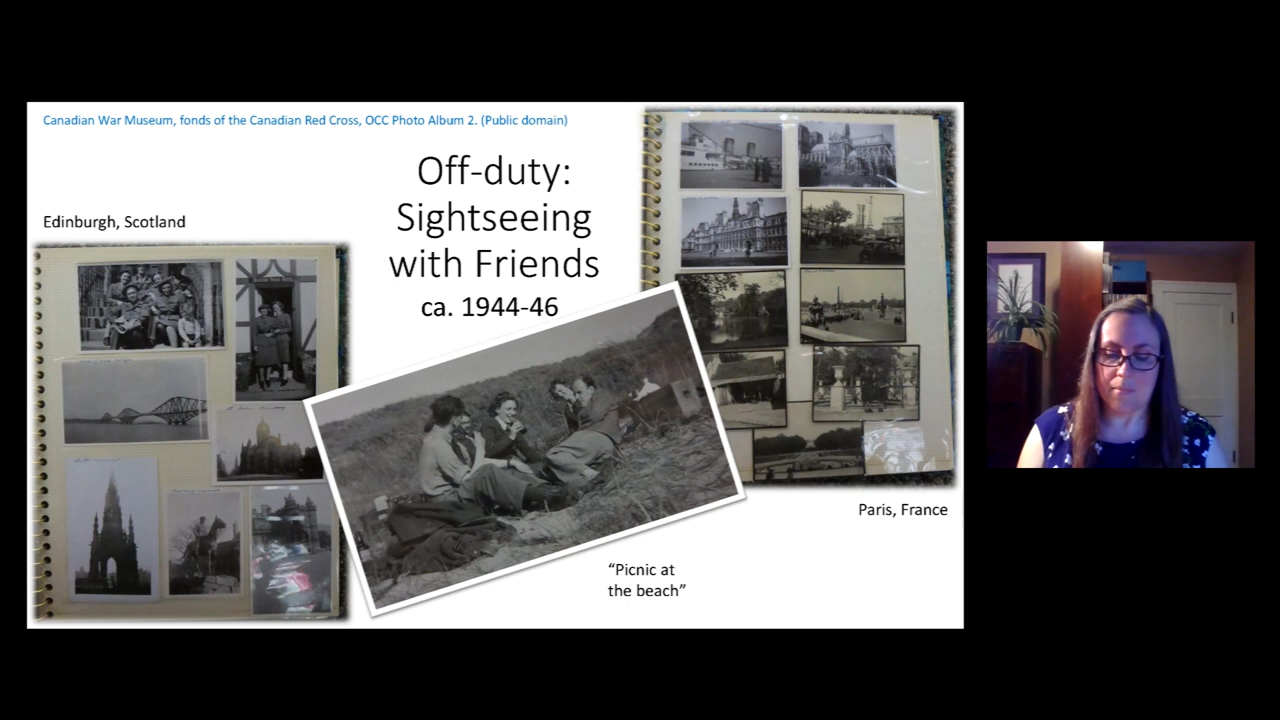 Canadian War Museum, fonds of the Canadian Red Cross, OCC Photo Album 2. (Public domain)
Off-duty:
Sightseeing
with Friends
ca. 1944-46
Edinburgh, Scotland
Paris, France
“Picnic at
the beach”